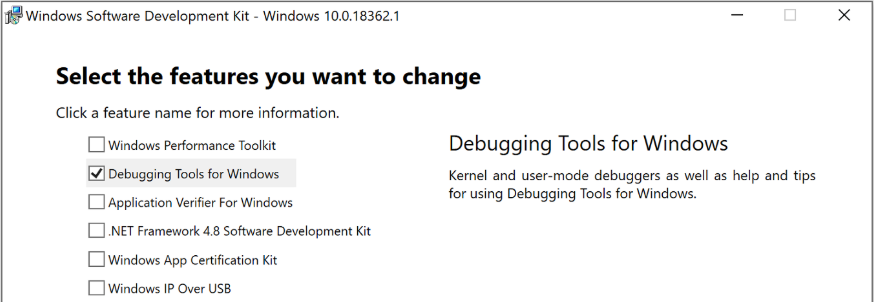 Windows Software Development Kit - Windows 10.0.18362.1
Select the features you want to change
Click a feature name for more information.
Windows Performance Toolkit
Debugging Tools for Windows
Application Verifier For Windows
.NET Framework 4.8 Software Development Kit
Windows App Certification Kit
Windows IP Over USB
Debugging Tools for Windows
Kernel and user-mode debuggers as well as help and tips
for using Debugging Tools for Windows.